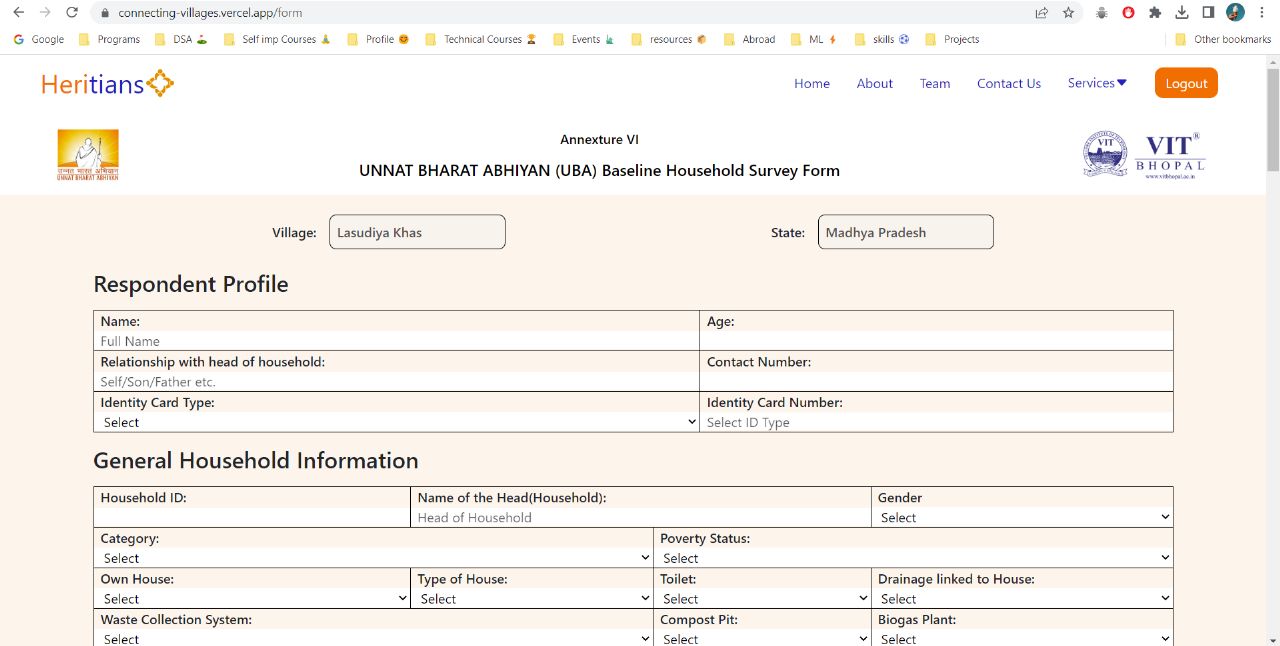 connecting-villages.vercel.app/form
Google Programs DSA Self imp Courses Profile Technical Courses Events resources Abroad ML skills Projects Other bookmarks
Heritians Home About Team Contact Us Services Logout
Annexture VI
UNNAT BHARAT ABHIYAN (UBA) Baseline Household Survey Form
उन्नत भारत अभियान
UNNAT BHARAT ABHIYAN
VIT
VIT®
BHOPAL
www.vitbhopal.ac.in
Village: Lasudiya Khas State: Madhya Pradesh
Respondent Profile
Name: Age:
Full Name
Relationship with head of household: Contact Number:
Self/Son/Father etc.
Identity Card Type: Identity Card Number:
Select Select ID Type
General Household Information
Household ID: Name of the Head(Household): Gender
Head of Household Select
Category: Poverty Status:
Select Select
Own House: Type of House: Toilet: Drainage linked to House:
Select Select Select Select
Waste Collection System: Compost Pit: Biogas Plant:
Select Select Select